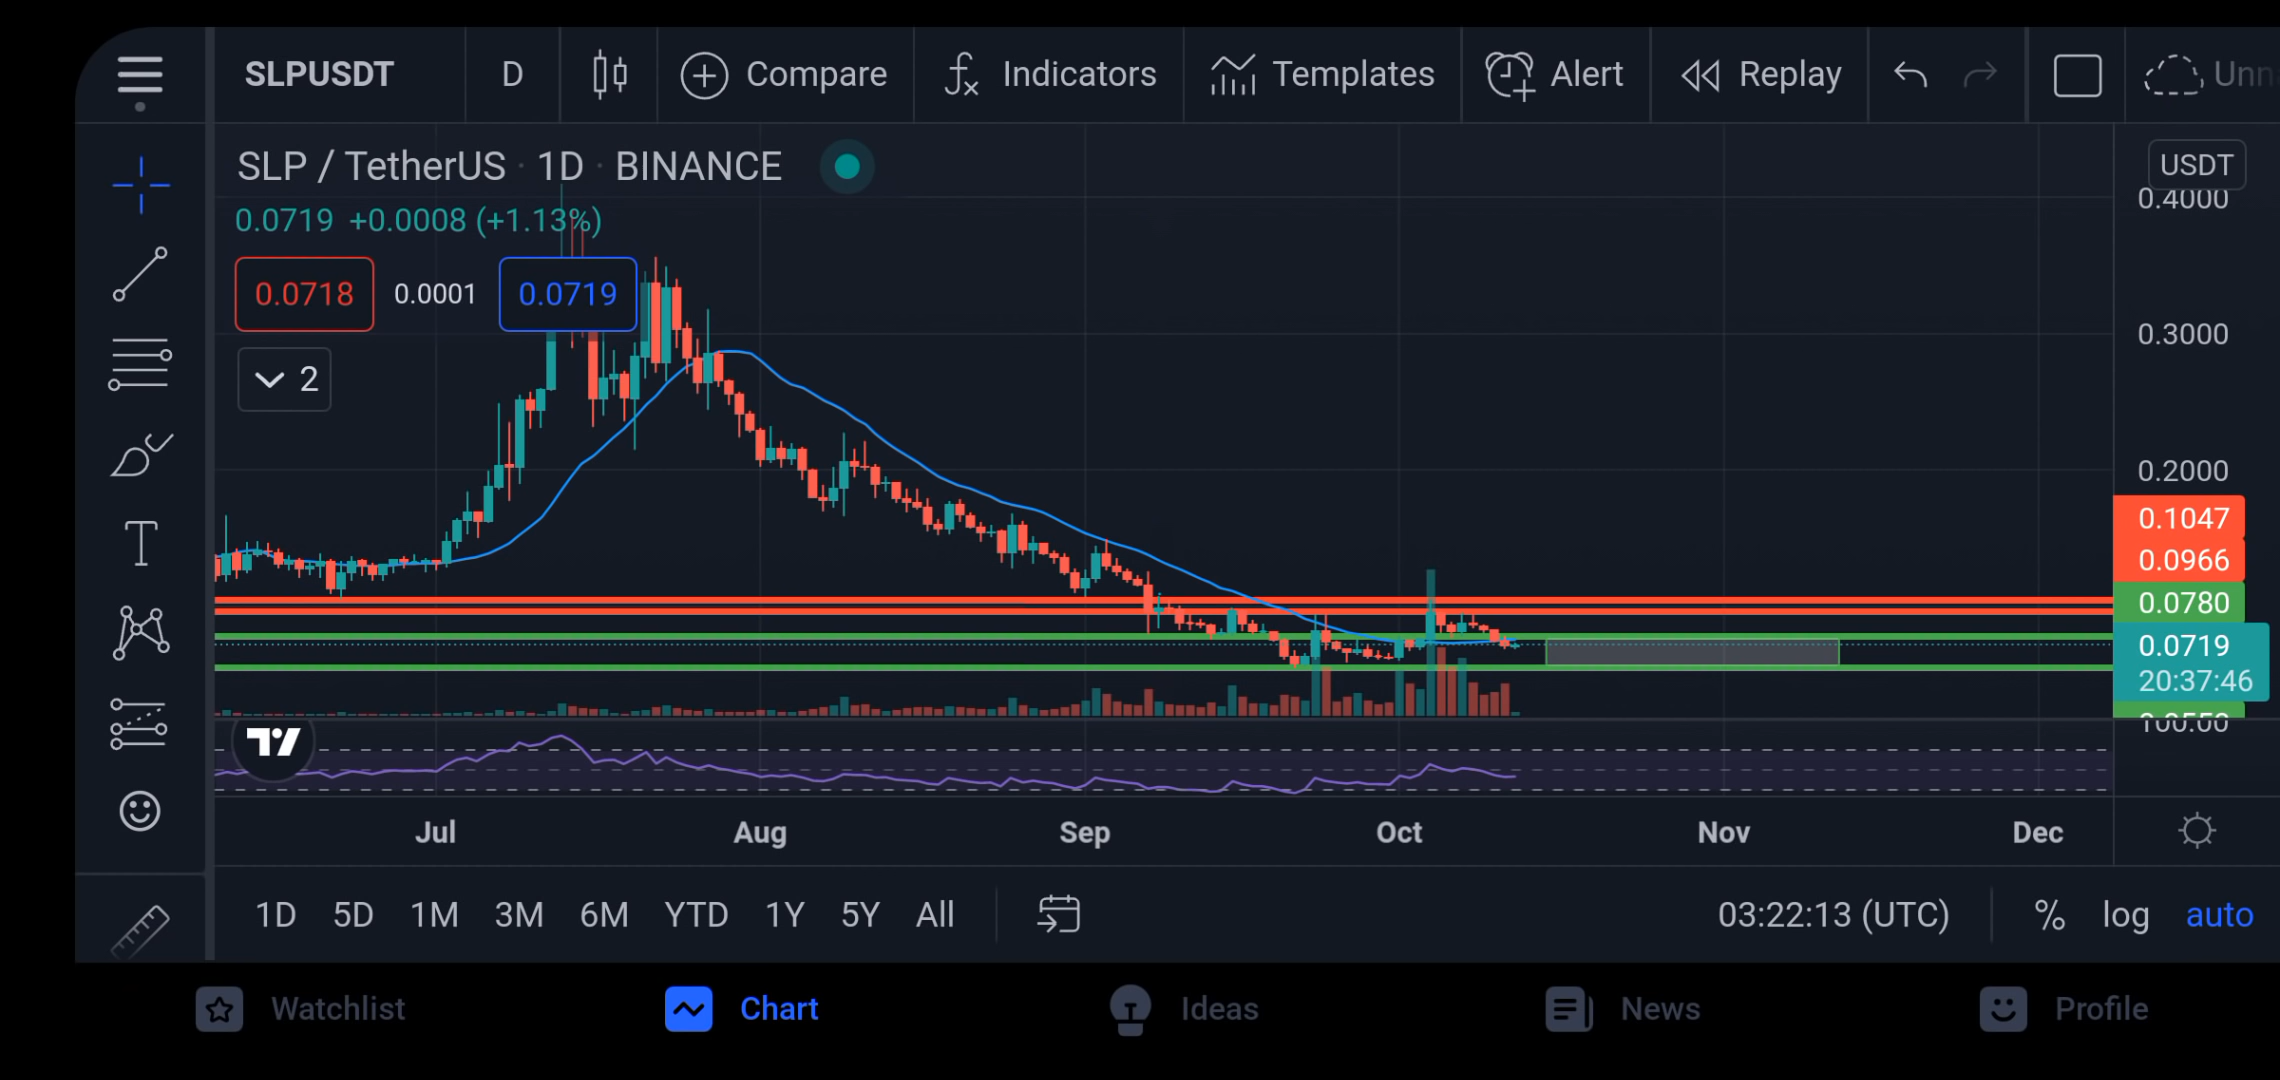 SLPUSDT D Compare Indicators Templates Alert Replay
SLP / TetherUS · 1D · BINANCE
USDT
0.4000
0.0719 +0.0008 (+1.13%)
0.0718 0.0001 0.0719
0.3000
2
0.2000
0.1047
0.0966
0.0780
0.0719
20:37:46
100.00
Jul Aug Sep Oct Nov Dec
1D 5D 1M 3M 6M YTD 1Y 5Y All 03:22:13 (UTC) % log auto
Watchlist Chart Ideas News Profile